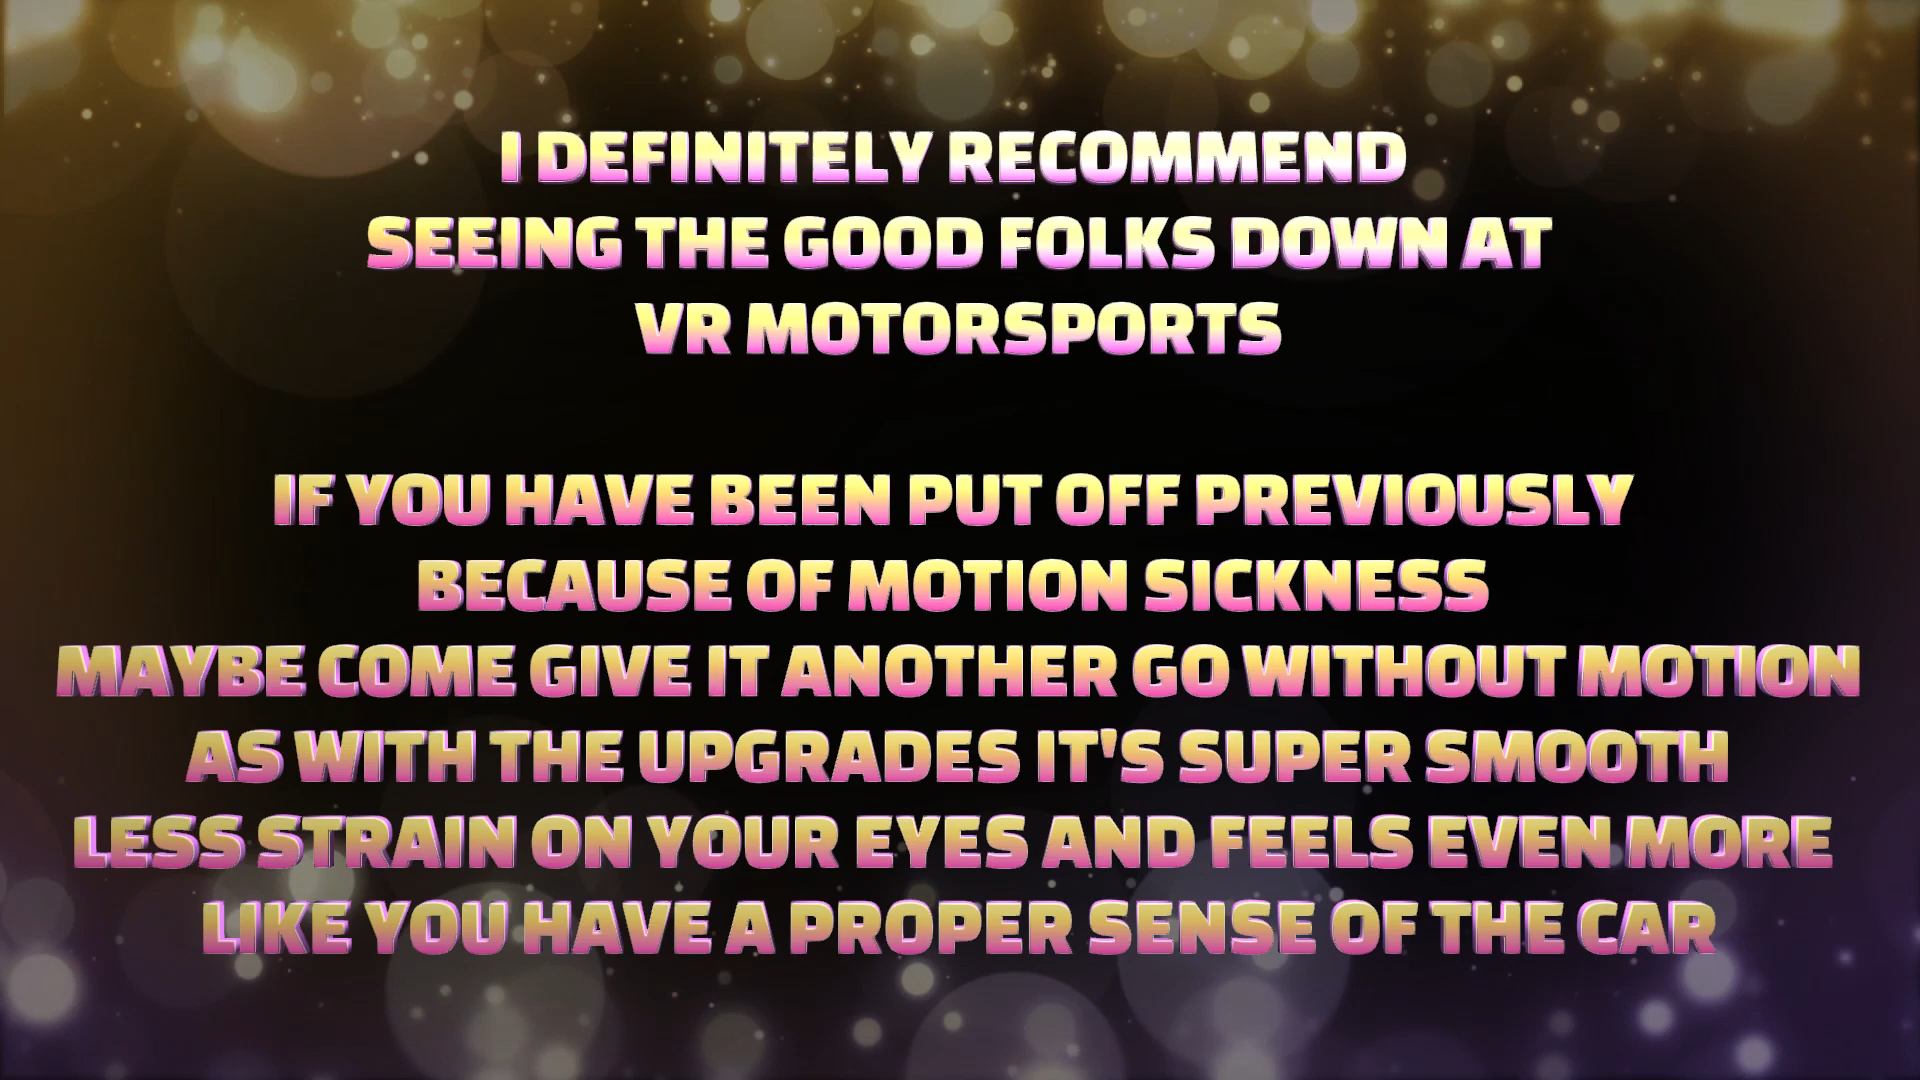 I DEFINITELY RECOMMEND
SEEING THE GOOD FOLKS DOWN AT
VR MOTORSPORTS
IF YOU HAVE BEEN PUT OFF PREVIOUSLY
BECAUSE OF MOTION SICKNESS
MAYBE COME GIVE IT ANOTHER GO WITHOUT MOTION
AS WITH THE UPGRADES IT'S SUPER SMOOTH
LESS STRAIN ON YOUR EYES AND FEELS EVEN MORE
LIKE YOU HAVE A PROPER SENSE OF THE CAR